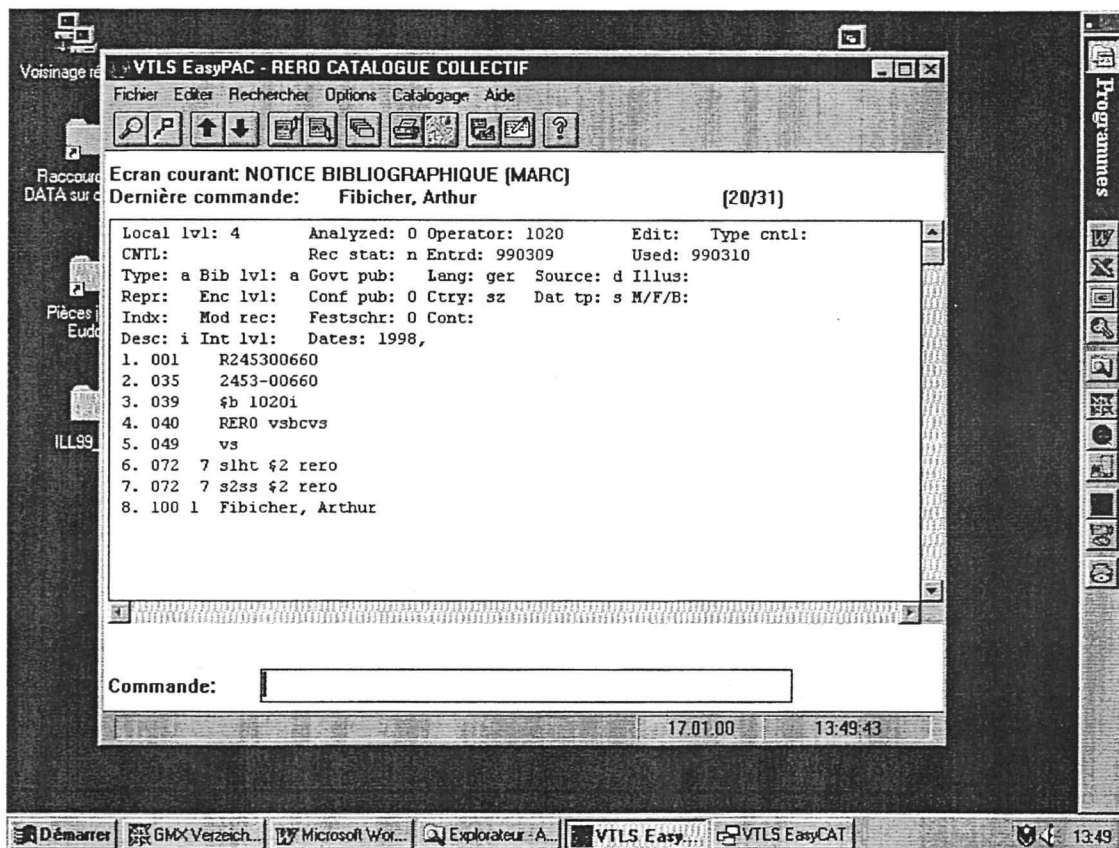 Voisinage ré
VTLS EasyPAC - RERO CATALOGUE COLLECTIF
Fichier Editer Rechercher Options Catalogage Aide
Programmes
Raccourc
DATA sur d
Ecran courant: NOTICE BIBLIOGRAPHIQUE (MARC)
Dernière commande: Fibicher, Arthur (20/31)
Local lvl: 4 Analyzed: 0 Operator: 1020 Edit: Type cntl:
CNTL: Rec stat: n Entrd: 990309 Used: 990310
Type: a Bib lvl: a Govt pub: Lang: ger Source: d Illus:
Repr: Enc lvl: Conf pub: 0 Ctry: sz Dat tp: s M/F/B:
Indx: Mod rec: Festschr: 0 Cont:
Desc: i Int lvl: Dates: 1998,
1. 001 R245300660
2. 035 2453-00660
3. 039 $b 1020i
4. 040 RERO vsbcvs
5. 049 vs
6. 072 7 s1ht $2 rero
7. 072 7 s2ss $2 rero
8. 100 1 Fibicher, Arthur
Pièces j
Eudo
ILL99_
Commande:
17.01.00 13:49:43
Démarrer GMX Verzeich... Microsoft Wor... Explorateur - A... VTLS Easy.... VTLS EasyCAT 13:49